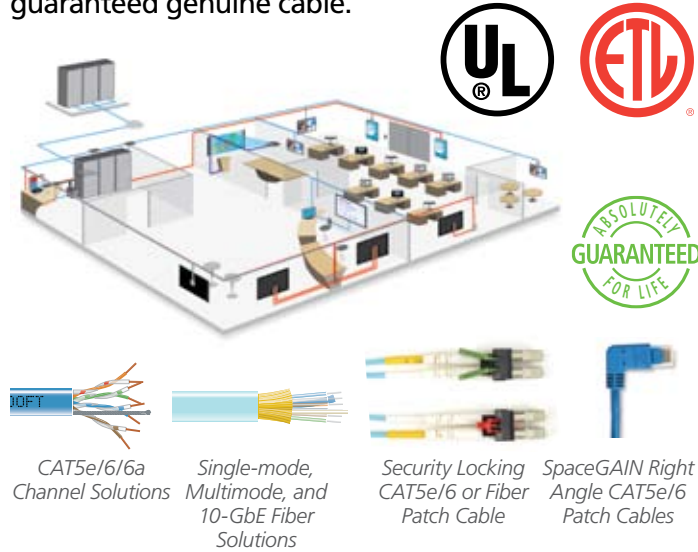 guaranteed genuine cable.
UL
®
ETL
®
ABSOLUTELY
GUARANTEED
FOR LIFE
00FT
CAT5e/6/6a
Channel Solutions
Single-mode,
Multimode, and
10-GbE Fiber
Solutions
Security Locking
CAT5e/6 or Fiber
Patch Cable
SpaceGAIN Right
Angle CAT5e/6
Patch Cables